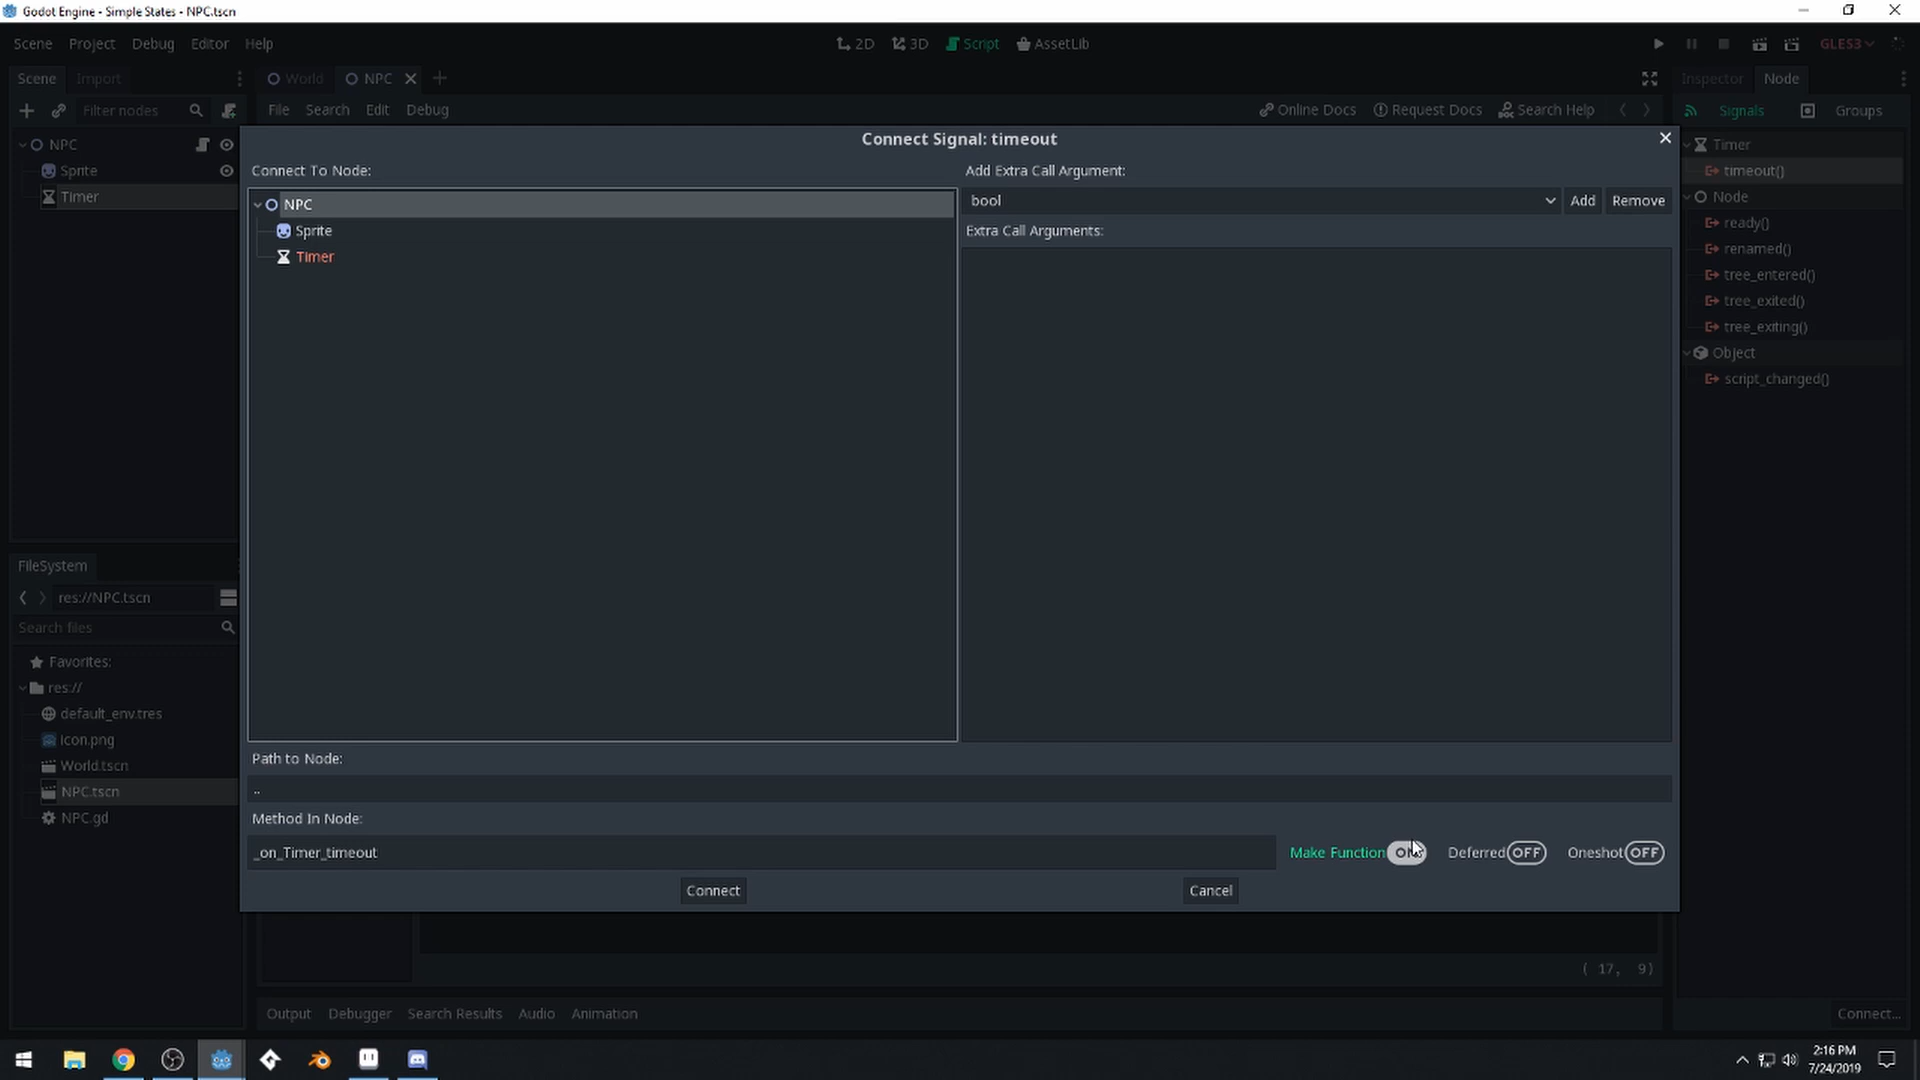 Godot Engine - Simple States - NPC.tscn
Scene Project Debug Editor Help
2D 3D Script AssetLib
GLES3
Scene Import
World NPC
Inspector Node
Filter nodes
File Search Edit Debug
Online Docs Request Docs Search Help
Signals Groups
NPC
Sprite
Timer
Connect Signal: timeout
Connect To Node:
NPC
Sprite
Timer
Add Extra Call Argument:
bool Add Remove
Extra Call Arguments:
Timer
timeout()
Node
ready()
renamed()
tree_entered()
tree_exited()
tree_exiting()
Object
script_changed()
FileSystem
res://NPC.tscn
Search files
Favorites:
res://
default_env.tres
icon.png
World.tscn
NPC.tscn
NPC.gd
Path to Node:
..
Method In Node:
_on_Timer_timeout
Make Function ON Deferred OFF Oneshot OFF
Connect Cancel
( 17, 9)
Output Debugger Search Results Audio Animation
Connect...
2:16 PM
7/24/2019